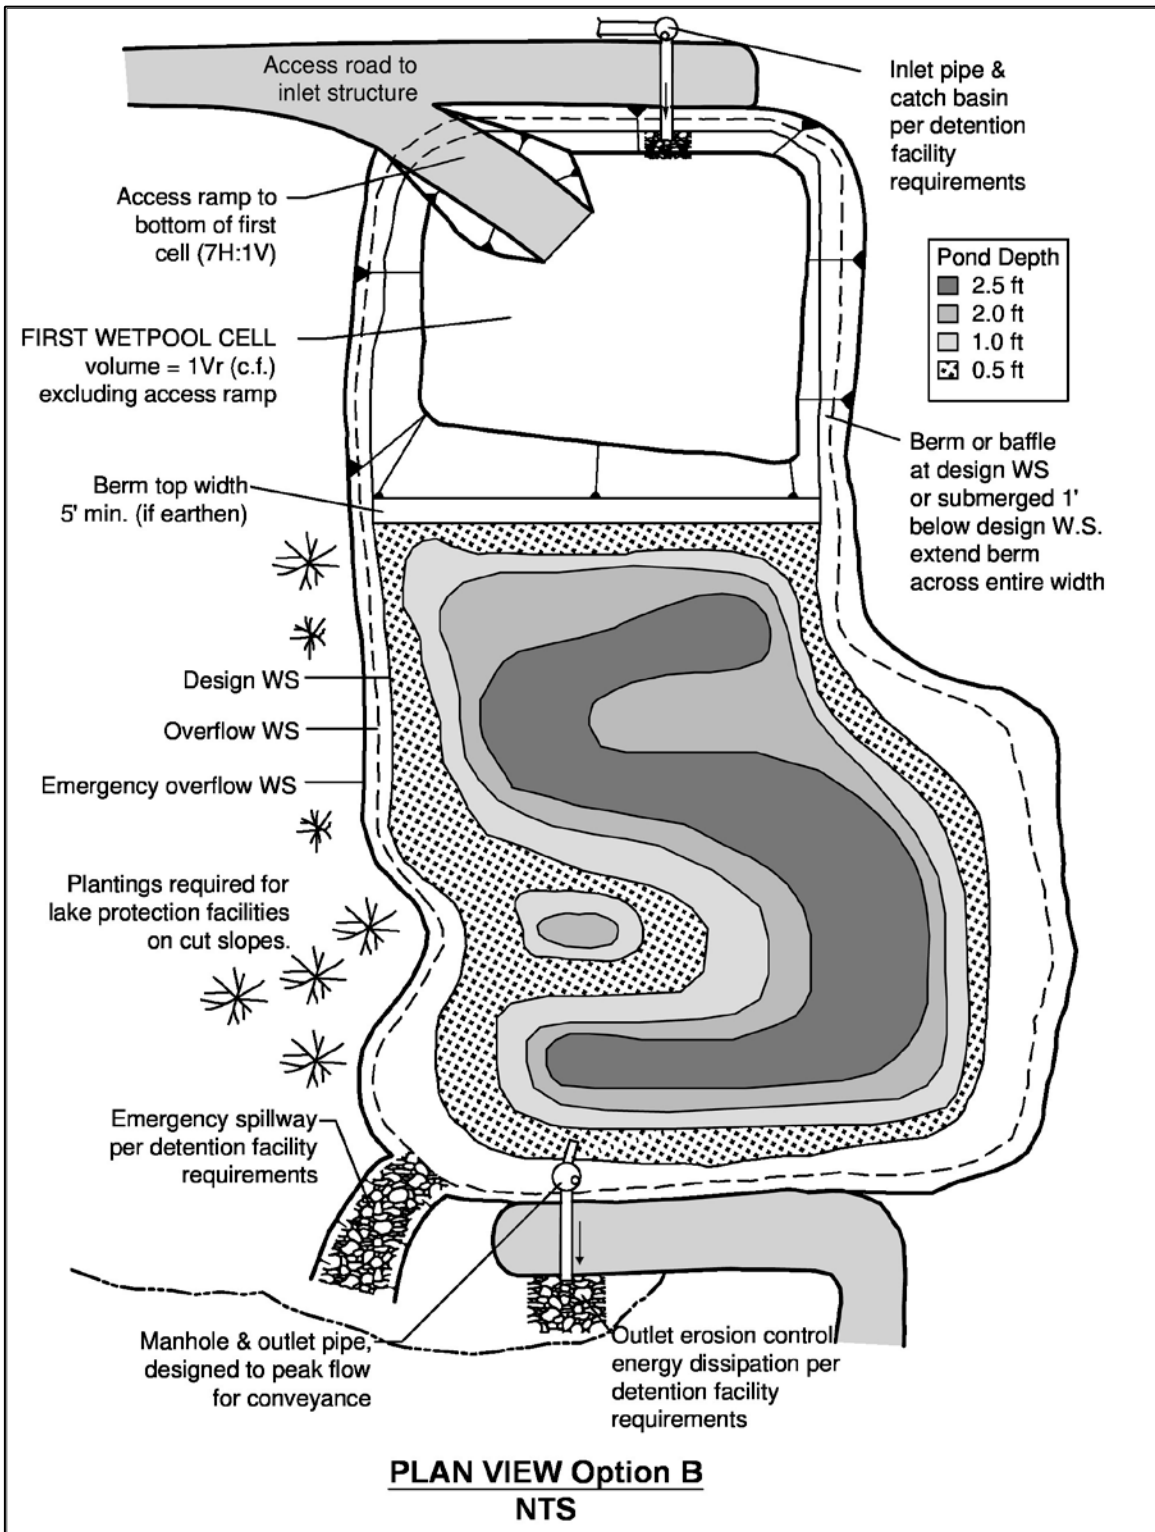 Access road to
inlet structure
Inlet pipe &
catch basin
per detention
facility
requirements
Access ramp to
bottom of first
cell (7H:1V)
Pond Depth
2.5 ft
2.0 ft
1.0 ft
0.5 ft
FIRST WETPOOL CELL
volume = 1Vr (c.f.)
excluding access ramp
Berm or baffle
at design WS
or submerged 1'
below design W.S.
extend berm
across entire width
Berm top width
5' min. (if earthen)
Design WS
Overflow WS
Emergency overflow WS
Plantings required for
lake protection facilities
on cut slopes.
Emergency spillway
per detention facility
requirements
Manhole & outlet pipe,
designed to peak flow
for conveyance
Outlet erosion control
energy dissipation per
detention facility
requirements
PLAN VIEW Option B
NTS